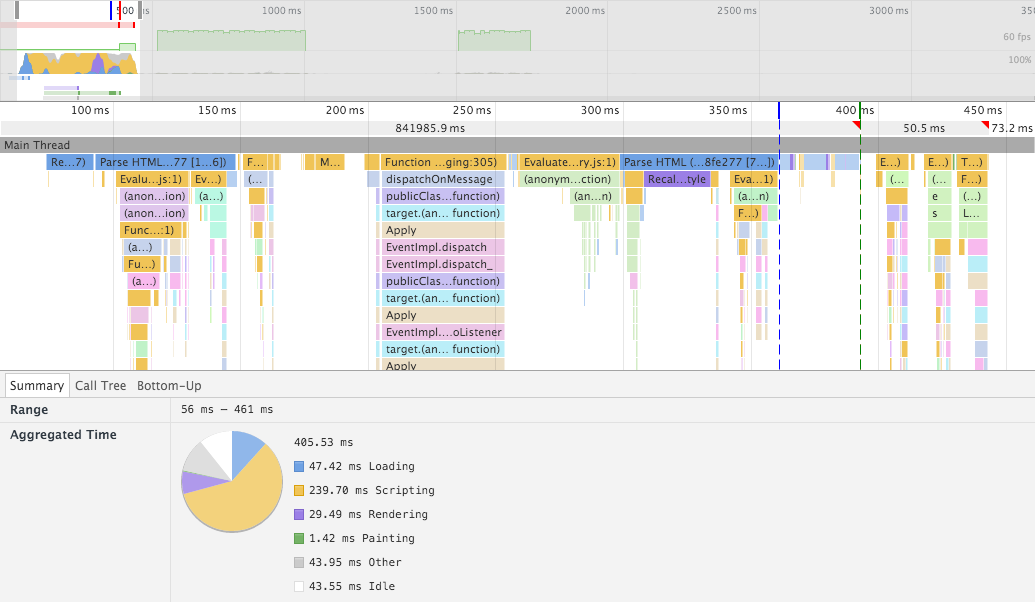 500 ms 1000 ms 1500 ms 2000 ms 2500 ms 3000 ms
60 fps
100%
100 ms 150 ms 200 ms 250 ms 300 ms 350 ms 400 ms 450 ms
841985.9 ms 50.5 ms 73.2 ms
Main Thread
Re...7) Parse HTML...77 [1...6]) F... M... Function ...ging:305) Evaluate...ry.js:1) Parse HTML (...8fe277 [7...]) E...) E...) T...)
Evalu...js:1) Ev...) (... dispatchOnMessage (anonym...ction) Recal...tyle Eva...1) (... (... F...)
(anon...ion) (a...) publicClas...function) (an...n) (a...n) e (...)
(anon...ion) target.(an... function) F...) s L...
Func...:1) Apply
(a...) EventImpl.dispatch
Fu...) EventImpl.dispatch_
(a...) publicClas...function)
target.(an... function)
Apply
EventImpl....oListener
target.(an... function)
Apply
Summary Call Tree Bottom-Up
Range 56 ms – 461 ms
Aggregated Time
405.53 ms
47.42 ms Loading
239.70 ms Scripting
29.49 ms Rendering
1.42 ms Painting
43.95 ms Other
43.55 ms Idle